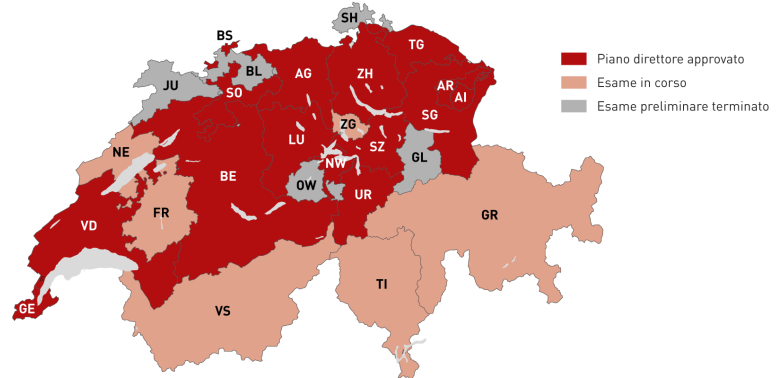 SH
BS
TG
BL
AG
ZH
JU
AR
SO
AI
SG
ZG
LU
SZ
NE
NW
GL
BE
OW
UR
FR
GR
VD
TI
GE
VS
Piano direttore approvato
Esame in corso
Esame preliminare terminato